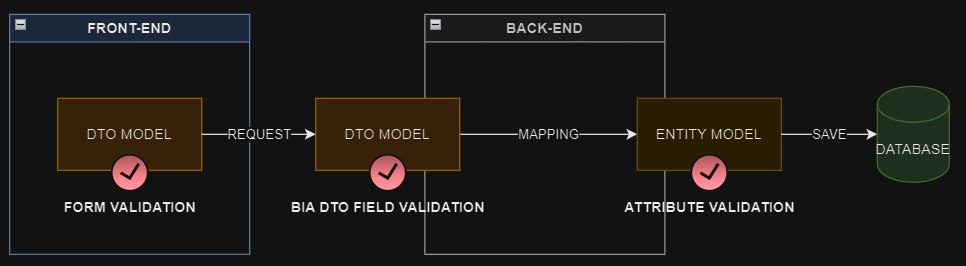 FRONT-END
BACK-END
DTO MODEL
REQUEST
DTO MODEL
MAPPING
ENTITY MODEL
SAVE
DATABASE
FORM VALIDATION
BIA DTO FIELD VALIDATION
ATTRIBUTE VALIDATION